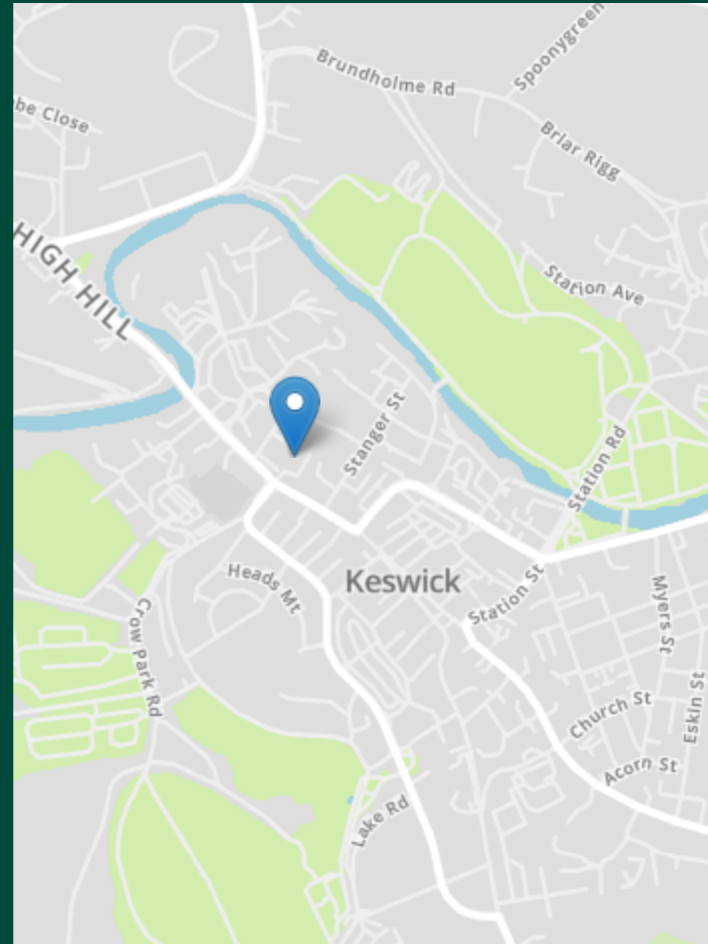 Spoonygreen
Brundholme Rd
be Close
Briar Rigg
HIGH HILL
Station Ave
Stanger St
Station Rd
Heads Mt
Keswick
Station St
Myers St
Crow Park Rd
Church St
Eskin St
Acorn St
Lake Rd